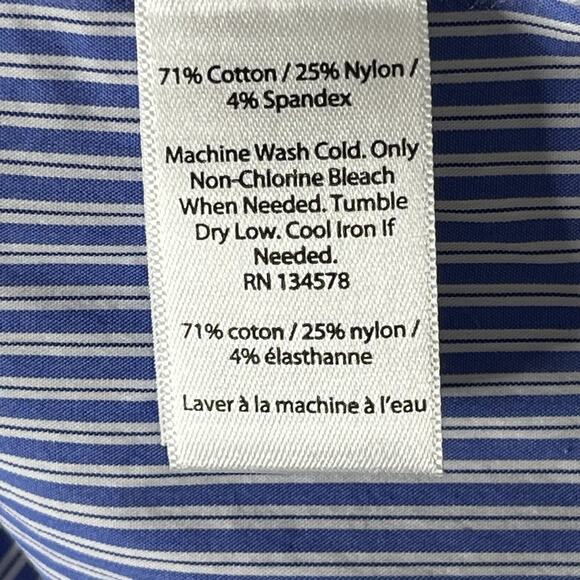 71% Cotton / 25% Nylon /
4% Spandex
Machine Wash Cold. Only
Non-Chlorine Bleach
When Needed. Tumble
Dry Low. Cool Iron If
Needed.
RN 134578
71% coton / 25% nylon /
4% élasthanne
Laver à la machine à l'eau